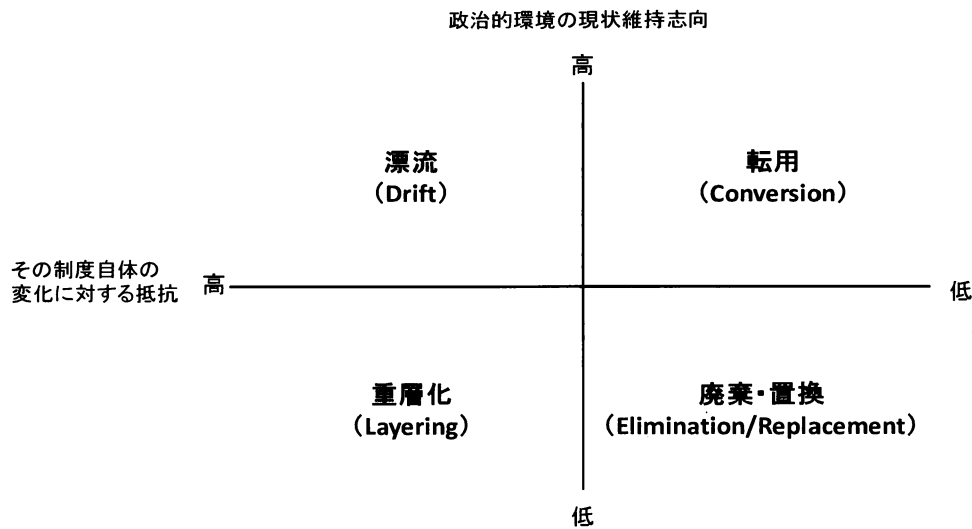 政治的環境の現状維持志向
高
漂流
（Drift）
転用
（Conversion）
その制度自体の
変化に対する抵抗
高
低
重層化
（Layering）
廃棄・置換
（Elimination/Replacement）
低